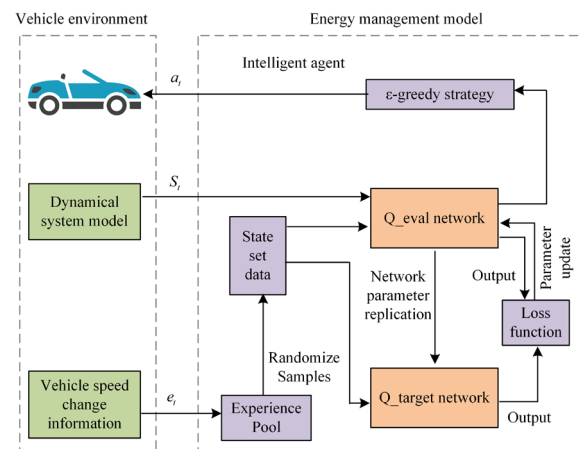 Vehicle environment
Energy management model
Intelligent agent
a_t
ε-greedy strategy
S_t
Dynamical
system model
Q_eval network
State
set
data
Network
parameter
replication
Output
Parameter
update
Loss
function
Randomize
Samples
Vehicle speed
change
information
e_t
Experience
Pool
Q_target network
Output